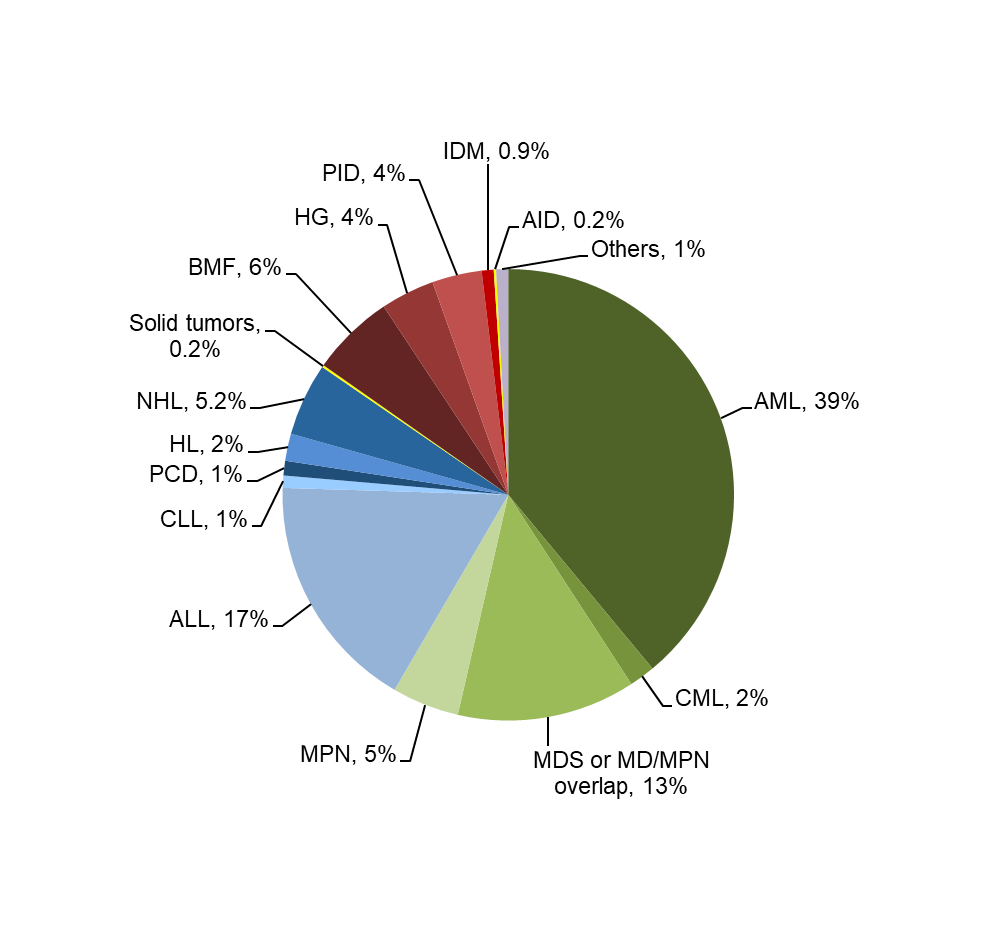 IDM, 0.9%
PID, 4%
HG, 4%
AID, 0.2%
Others, 1%
BMF, 6%
Solid tumors,
0.2%
NHL, 5.2%
AML, 39%
HL, 2%
PCD, 1%
CLL, 1%
ALL, 17%
CML, 2%
MPN, 5%
MDS or MD/MPN
overlap, 13%